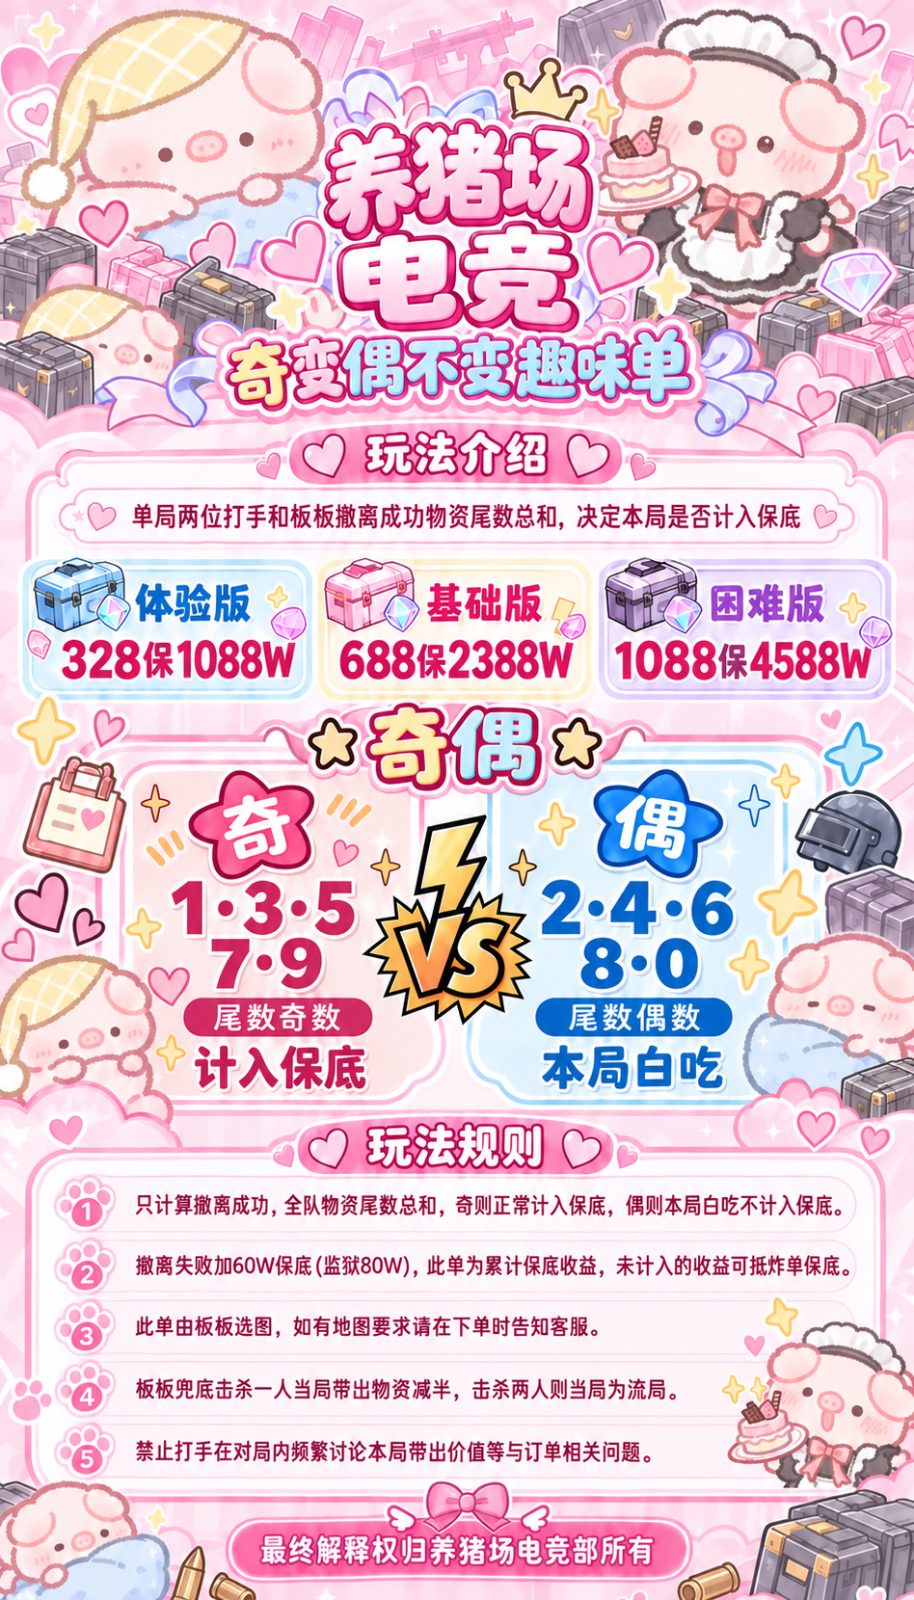 养猪场
电竞
奇变偶不变趣味单
玩法介绍
单局两位打手和板板撤离成功物资尾数总和，决定本局是否计入保底
体验版
328保1088W
基础版
688保2388W
困难版
1088保4588W
奇偶
奇
1·3·5
7·9
尾数奇数
计入保底
VS
偶
2·4·6
8·0
尾数偶数
本局白吃
玩法规则
1 只计算撤离成功，全队物资尾数总和，奇则正常计入保底，偶则本局白吃不计入保底。
2 撤离失败加60W保底(监狱80W)，此单为累计保底收益，未计入的收益可抵炸单保底。
3 此单由板板选图，如有地图要求请在下单时告知客服。
4 板板兜底击杀一人当局带出物资减半，击杀两人则当局为流局。
5 禁止打手在对局内频繁讨论本局带出价值等与订单相关问题。
最终解释权归养猪场电竞部所有